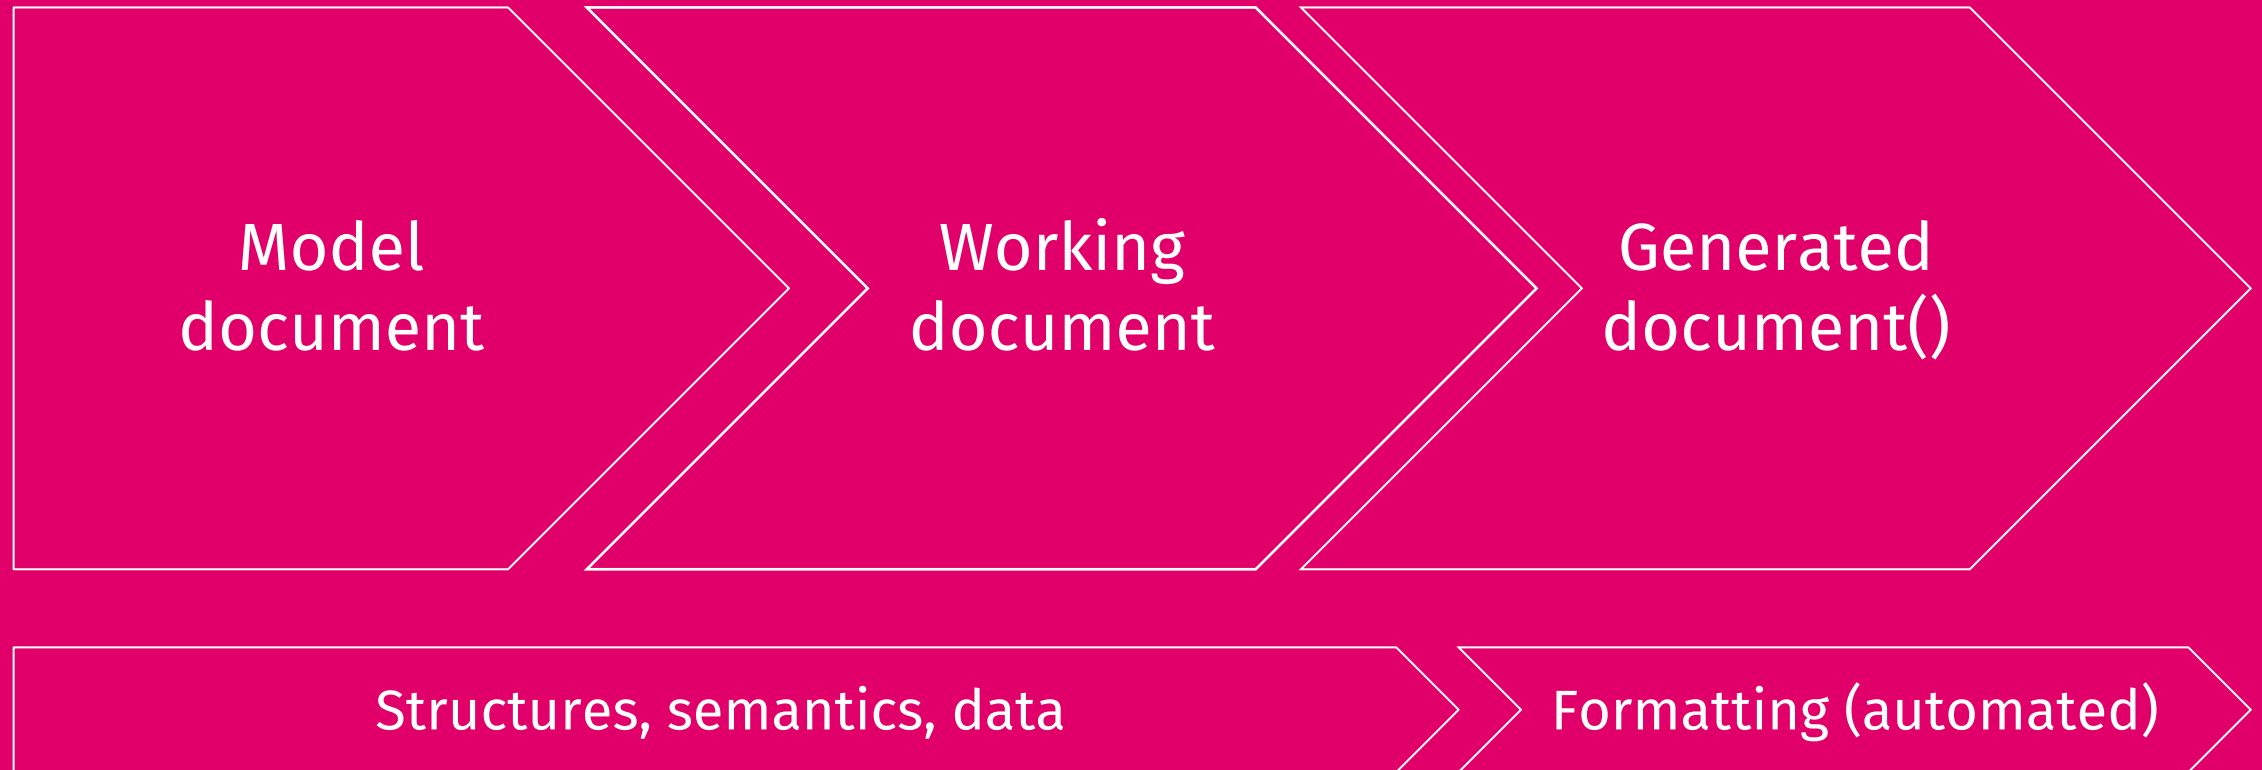 Model
document
Working
document
Generated
document()
Structures, semantics, data
Formatting (automated)